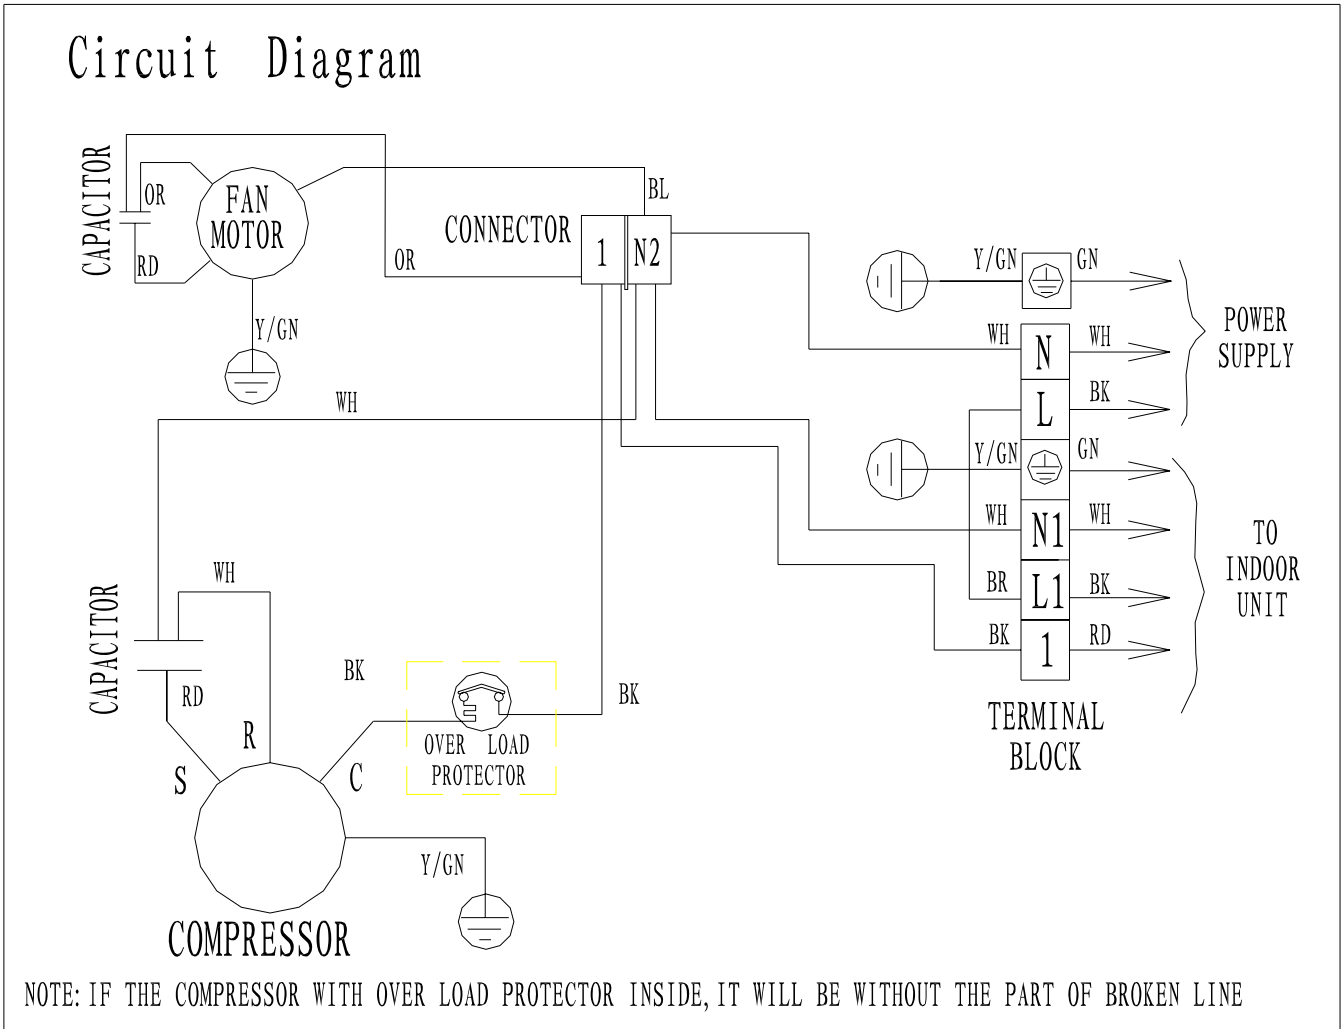 Circuit Diagram
CAPACITOR
OR
RD
FAN
MOTOR
Y/GN
OR
CONNECTOR
1
N2
BL
WH
Y/GN
GN
WH
N
WH
L
BK
Y/GN
GN
WH
N1
WH
BR
L1
BK
BK
1
RD
POWER
SUPPLY
TO
INDOOR
UNIT
TERMINAL
BLOCK
CAPACITOR
WH
RD
R
S
C
BK
BK
OVER LOAD
PROTECTOR
Y/GN
COMPRESSOR
NOTE: IF THE COMPRESSOR WITH OVER LOAD PROTECTOR INSIDE, IT WILL BE WITHOUT THE PART OF BROKEN LINE